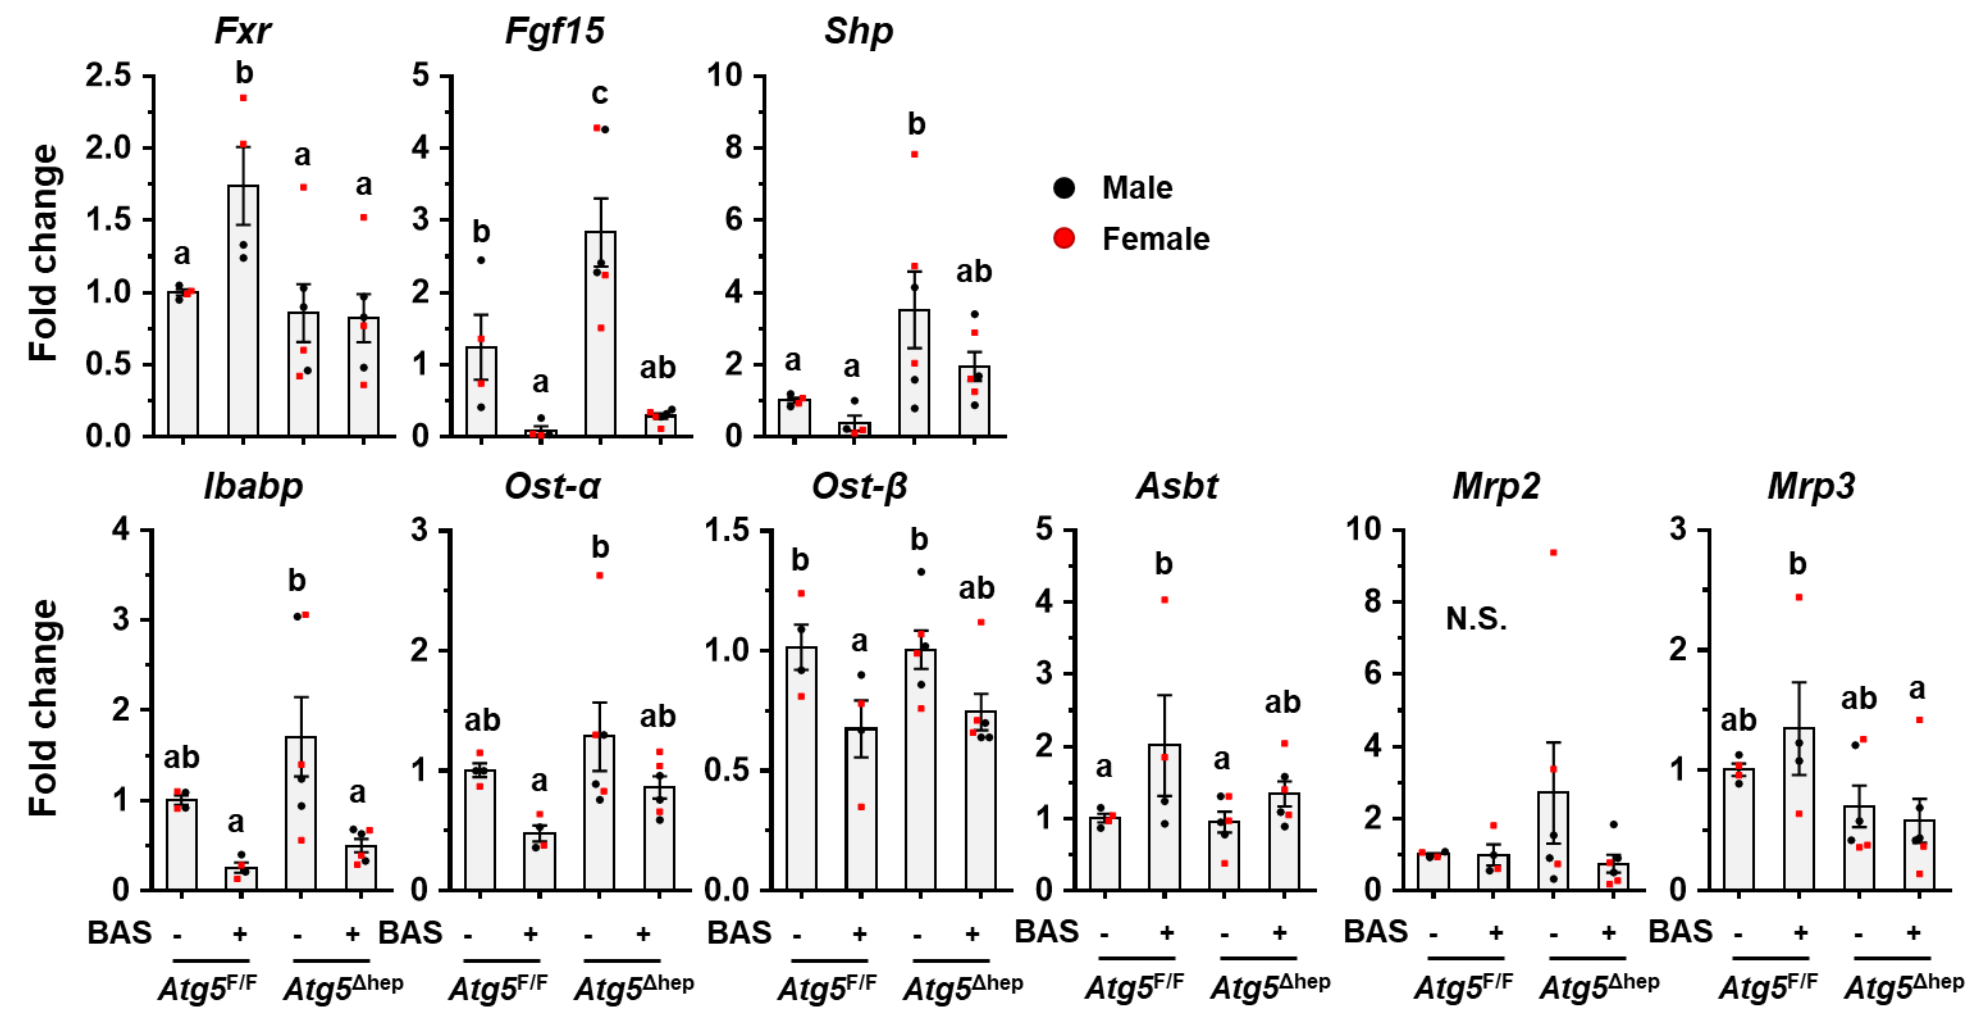 Fxr Fgf15 Shp
Fold change
2.5 2.0 1.5 1.0 0.5 0.0
a b a a
5 4 3 2 1 0
b a c ab
10 8 6 4 2 0
a a b ab
Male
Female
Ibabp Ost-α Ost-β Asbt Mrp2 Mrp3
Fold change
4 3 2 1 0
ab a b a
3 2 1 0
ab a b ab
1.5 1.0 0.5 0.0
b a b ab
5 4 3 2 1 0
a b a ab
10 8 6 4 2 0
N.S.
3 2 1 0
ab b ab a
BAS - + - + BAS - + - + BAS - + - + BAS - + - + BAS - + - + BAS - + - +
Atg5F/F Atg5Δhep Atg5F/F Atg5Δhep Atg5F/F Atg5Δhep Atg5F/F Atg5Δhep Atg5F/F Atg5Δhep Atg5F/F Atg5Δhep